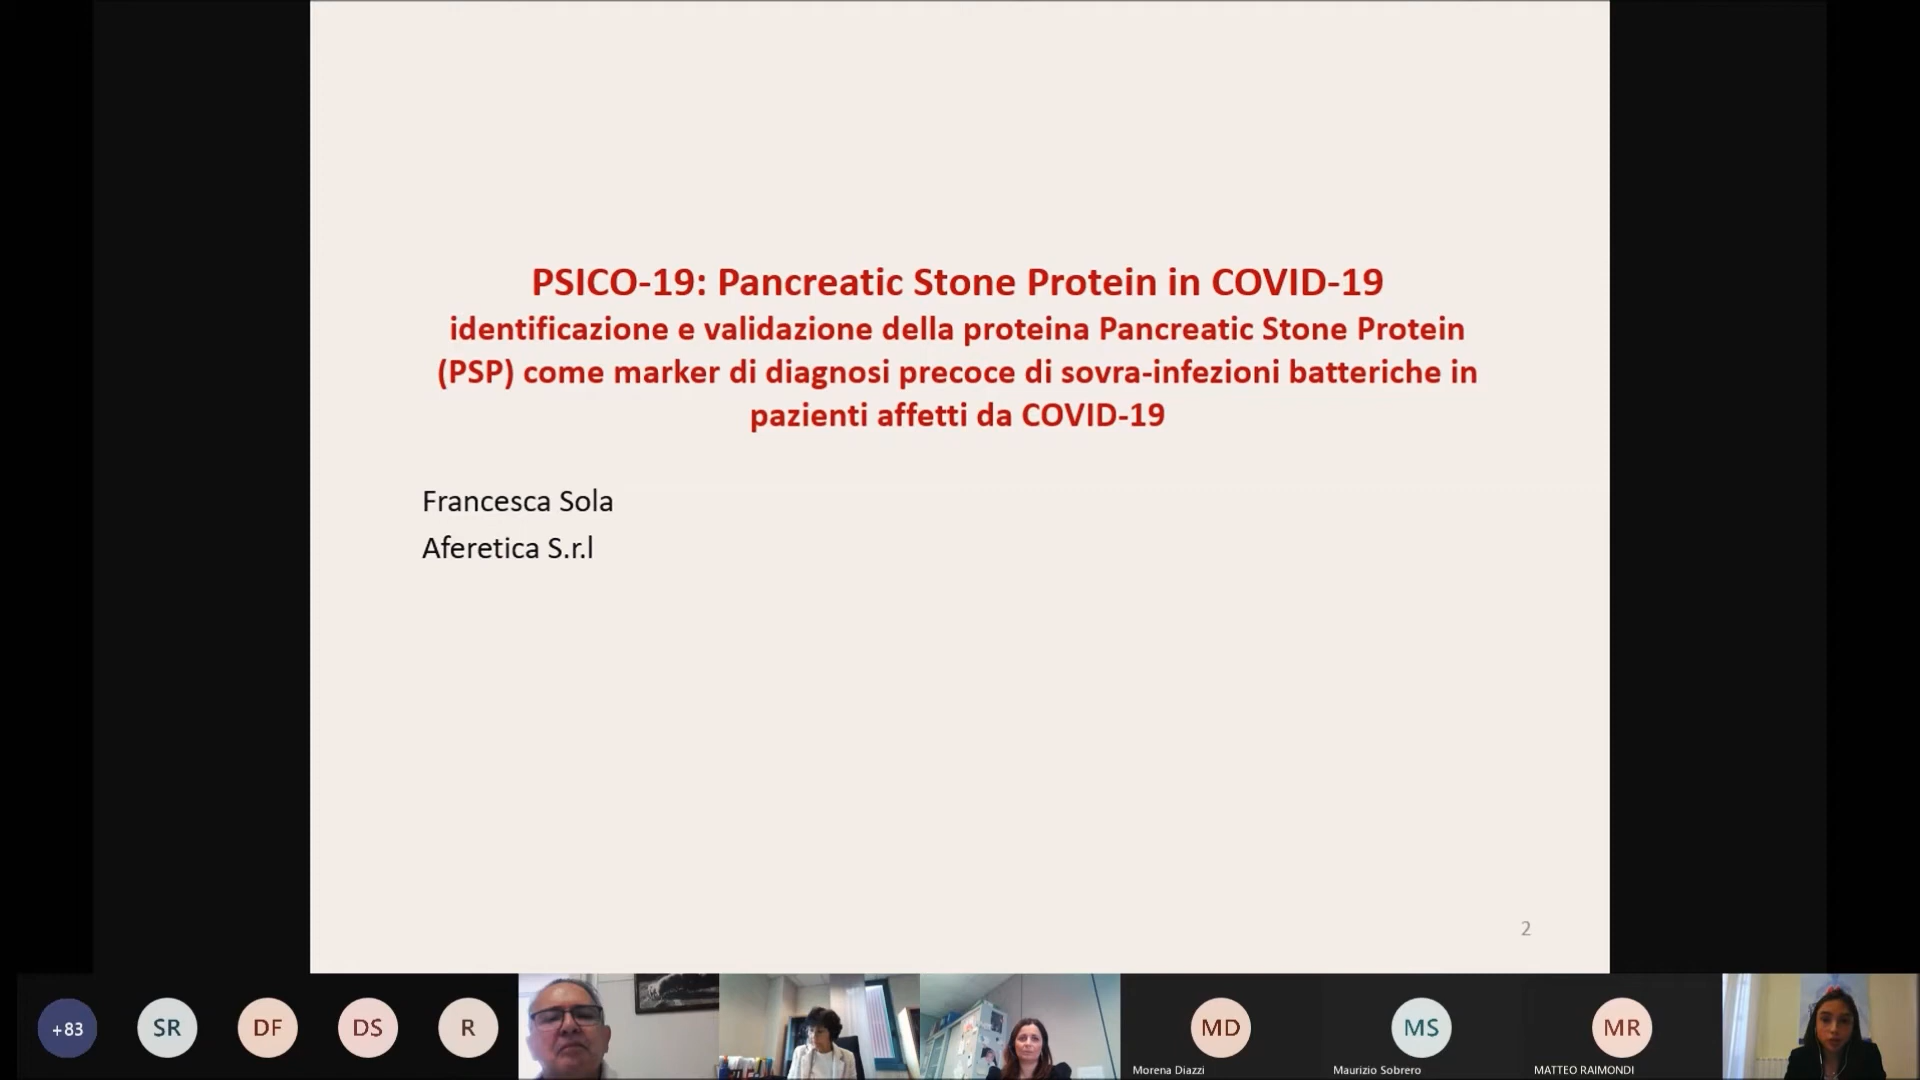 PSICO-19: Pancreatic Stone Protein in COVID-19
identificazione e validazione della proteina Pancreatic Stone Protein
(PSP) come marker di diagnosi precoce di sovra-infezioni batteriche in
pazienti affetti da COVID-19
Francesca Sola
Aferetica S.r.l
2
+83
SR
DF
DS
R
MD
MS
MR
Morena Diazzi
Maurizio Sobrero
MATTEO RAIMONDI